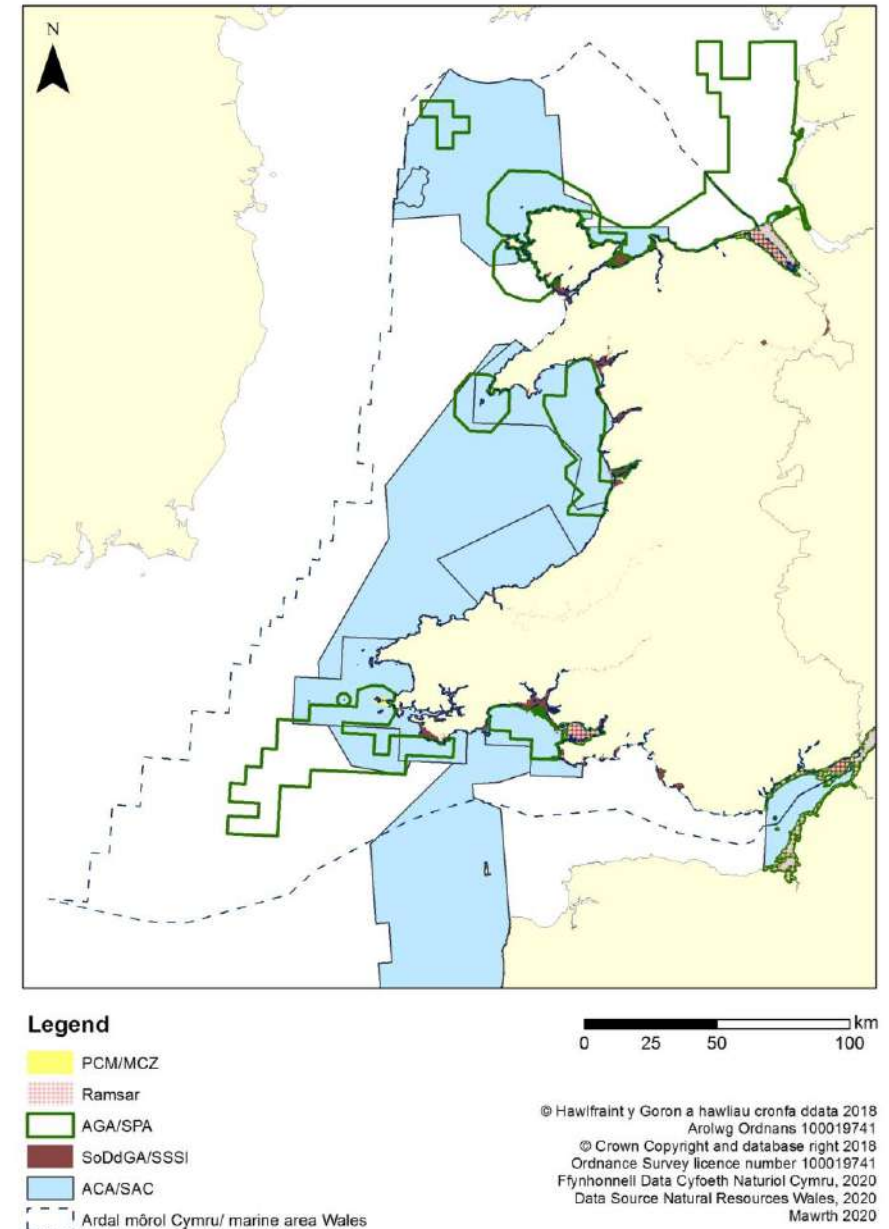 N
Legend
PCM/MCZ
Ramsar
AGA/SPA
SoDdGA/SSSI
ACA/SAC
Ardal môrol Cymru/ marine area Wales
km
0 25 50 100
© Hawlfraint y Goron a hawliau cronfa ddata 2018
Arolwg Ordnans 100019741
© Crown Copyright and database right 2018
Ordnance Survey licence number 100019741
Ffynhonnell Data Cyfoeth Naturiol Cymru, 2020
Data Source Natural Resources Wales, 2020
Mawrth 2020